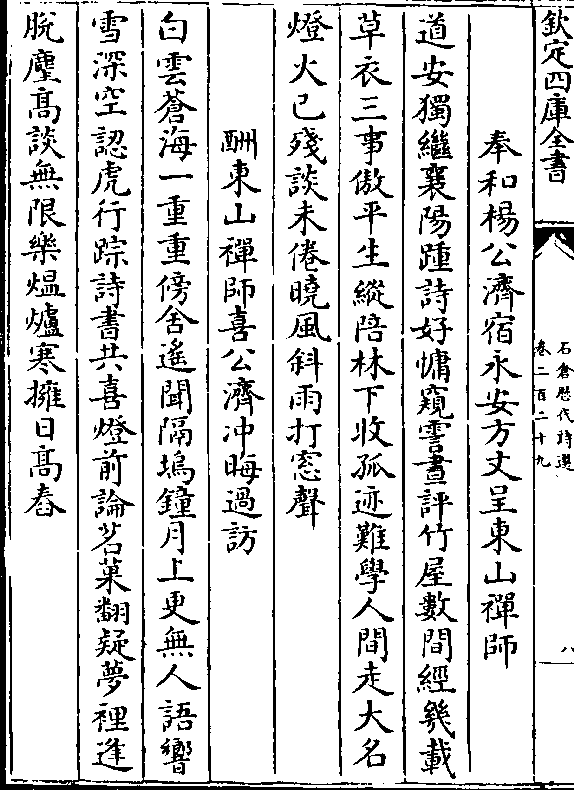 欽定四庫全書
石倉歷代詩選
卷二百二十九
八
奉和楊公濟宿永安方丈呈東山禪師
道安獨繼襄陽踵詩好慵窺霅晝評竹屋數間經幾載
草衣三事傲平生縱陪林下收孤迹難學人間走大名
燈火已殘談未倦曉風斜雨打窓聲
酬東山禪師喜公濟冲晦過訪
白雲蒼海一重重傍舍遙聞隔塢鐘月上更無人語響
雪深空認虎行踪詩書共喜燈前論茗菓翻疑夢裡逢
脫麈高談無限樂煴爐寒擁日高舂